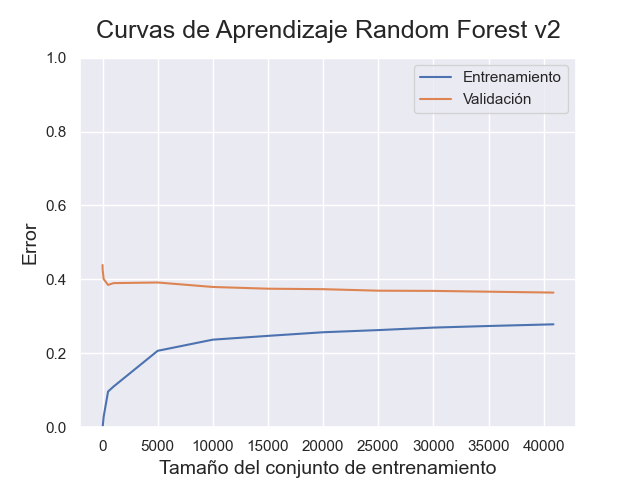 Curvas de Aprendizaje Random Forest v2
Entrenamiento
Validación
1.0
0.8
0.6
0.4
0.2
0.0
Error
0 5000 10000 15000 20000 25000 30000 35000 40000
Tamaño del conjunto de entrenamiento